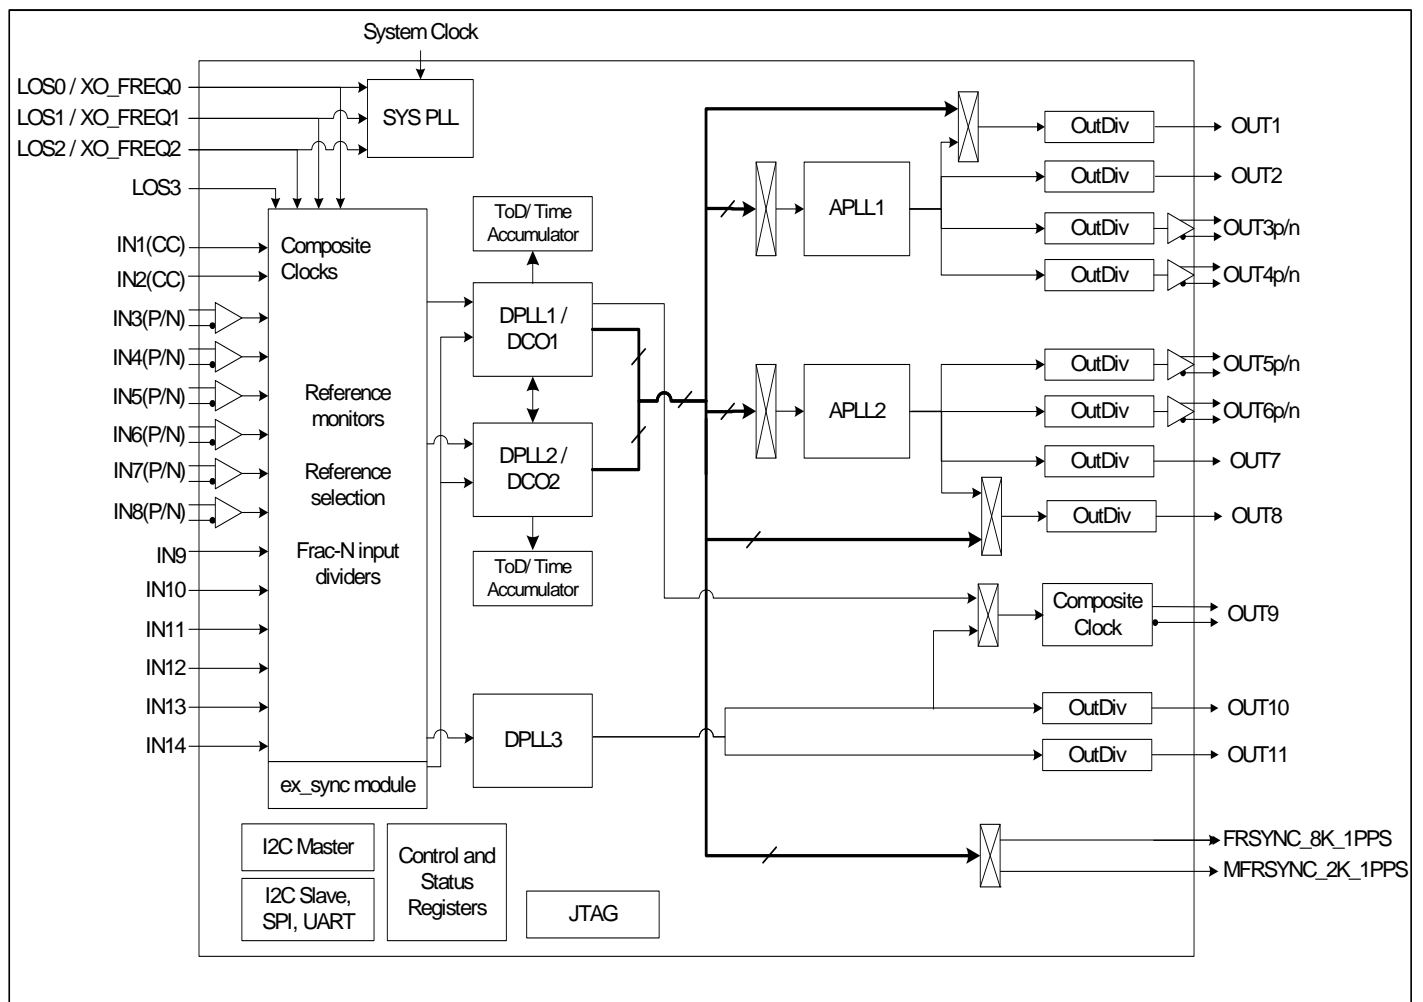 System Clock
LOS0 / XO_FREQ0
LOS1 / XO_FREQ1
LOS2 / XO_FREQ2
LOS3
SYS PLL
IN1(CC)
IN2(CC)
IN3(P/N)
IN4(P/N)
IN5(P/N)
IN6(P/N)
IN7(P/N)
IN8(P/N)
IN9
IN10
IN11
IN12
IN13
IN14
Composite
Clocks
Reference
monitors
Reference
selection
Frac-N input
dividers
ex_sync module
I2C Master
I2C Slave,
SPI, UART
Control and
Status
Registers
JTAG
ToD/ Time
Accumulator
DPLL1 /
DCO1
DPLL2 /
DCO2
ToD/ Time
Accumulator
DPLL3
APLL1
APLL2
OutDiv
OUT1
OutDiv
OUT2
OutDiv
OUT3p/n
OutDiv
OUT4p/n
OutDiv
OUT5p/n
OutDiv
OUT6p/n
OutDiv
OUT7
OutDiv
OUT8
Composite
Clock
OUT9
OutDiv
OUT10
OutDiv
OUT11
FRSYNC_8K_1PPS
MFRSYNC_2K_1PPS